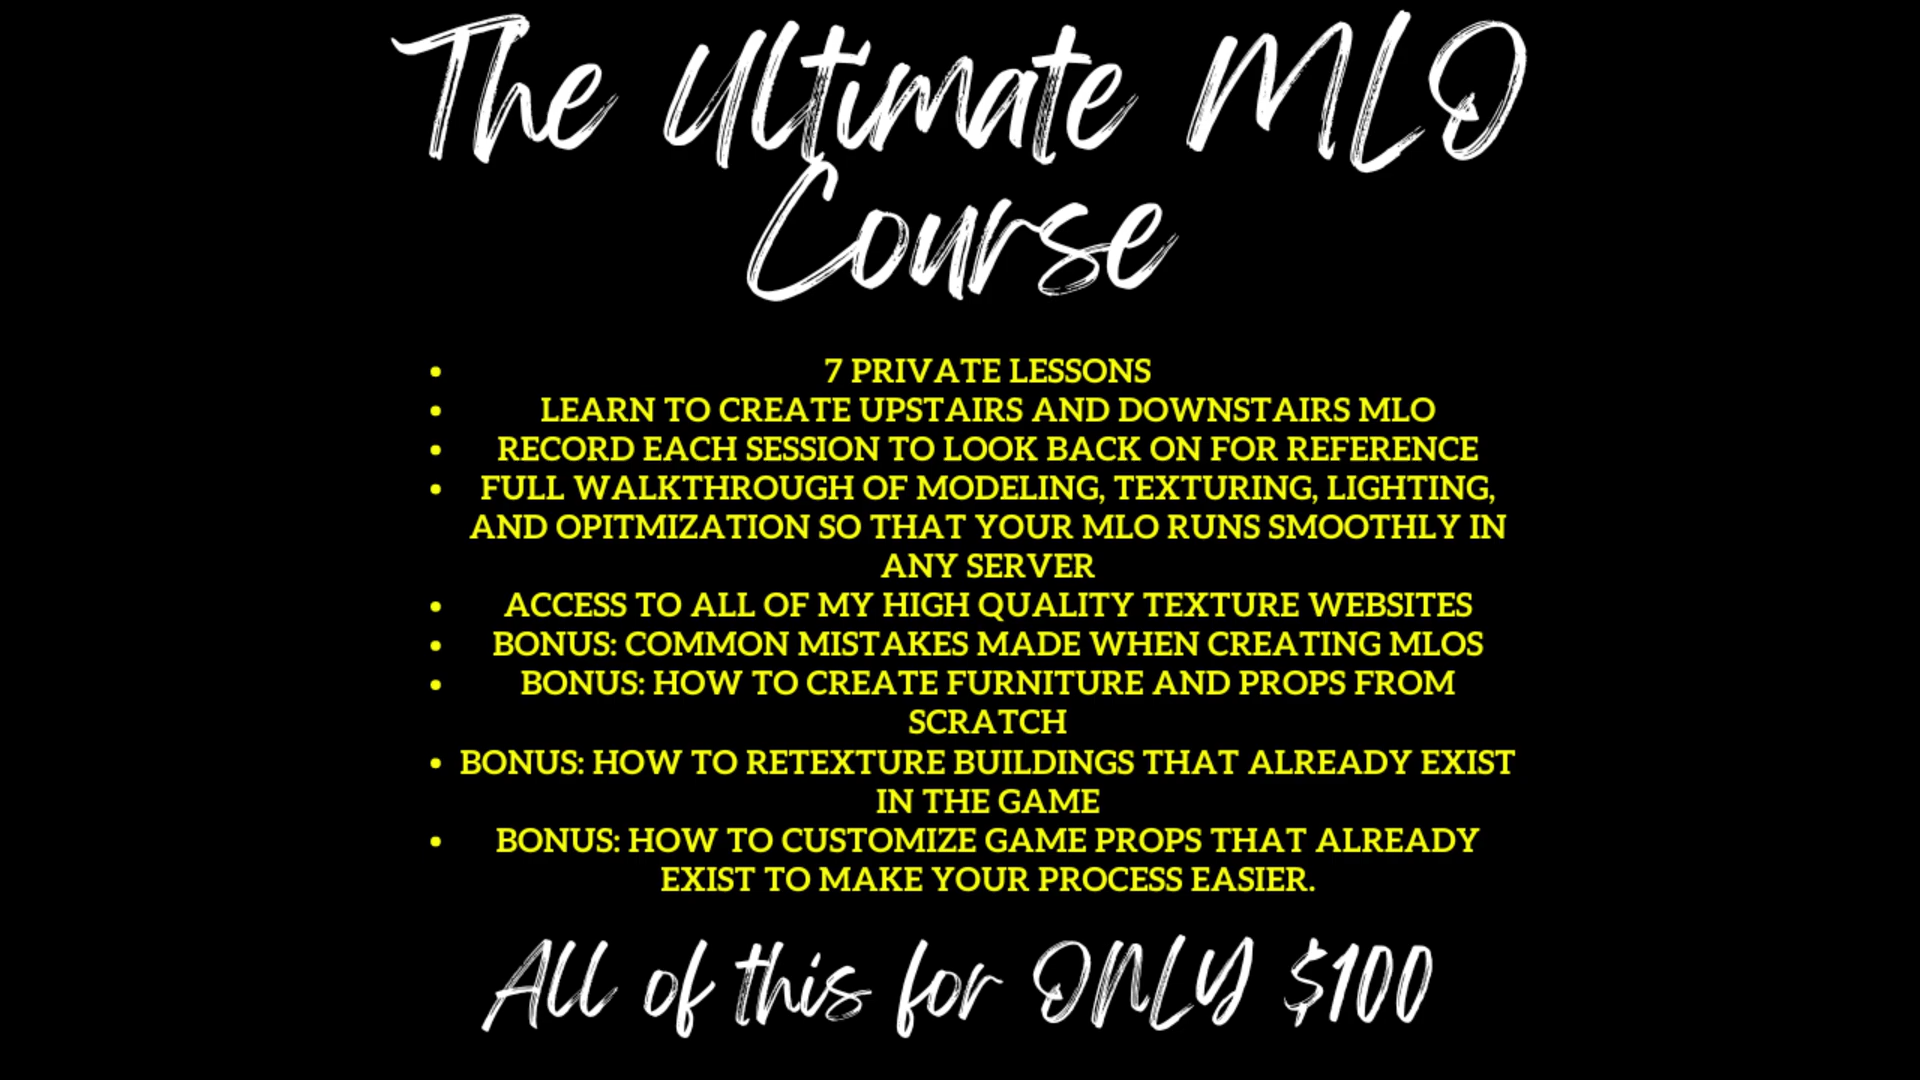 The Ultimate MLO
Course
• 7 PRIVATE LESSONS
• LEARN TO CREATE UPSTAIRS AND DOWNSTAIRS MLO
• RECORD EACH SESSION TO LOOK BACK ON FOR REFERENCE
• FULL WALKTHROUGH OF MODELING, TEXTURING, LIGHTING,
AND OPITMIZATION SO THAT YOUR MLO RUNS SMOOTHLY IN
ANY SERVER
• ACCESS TO ALL OF MY HIGH QUALITY TEXTURE WEBSITES
• BONUS: COMMON MISTAKES MADE WHEN CREATING MLOS
• BONUS: HOW TO CREATE FURNITURE AND PROPS FROM
SCRATCH
• BONUS: HOW TO RETEXTURE BUILDINGS THAT ALREADY EXIST
IN THE GAME
• BONUS: HOW TO CUSTOMIZE GAME PROPS THAT ALREADY
EXIST TO MAKE YOUR PROCESS EASIER.
All of this for ONLY $100